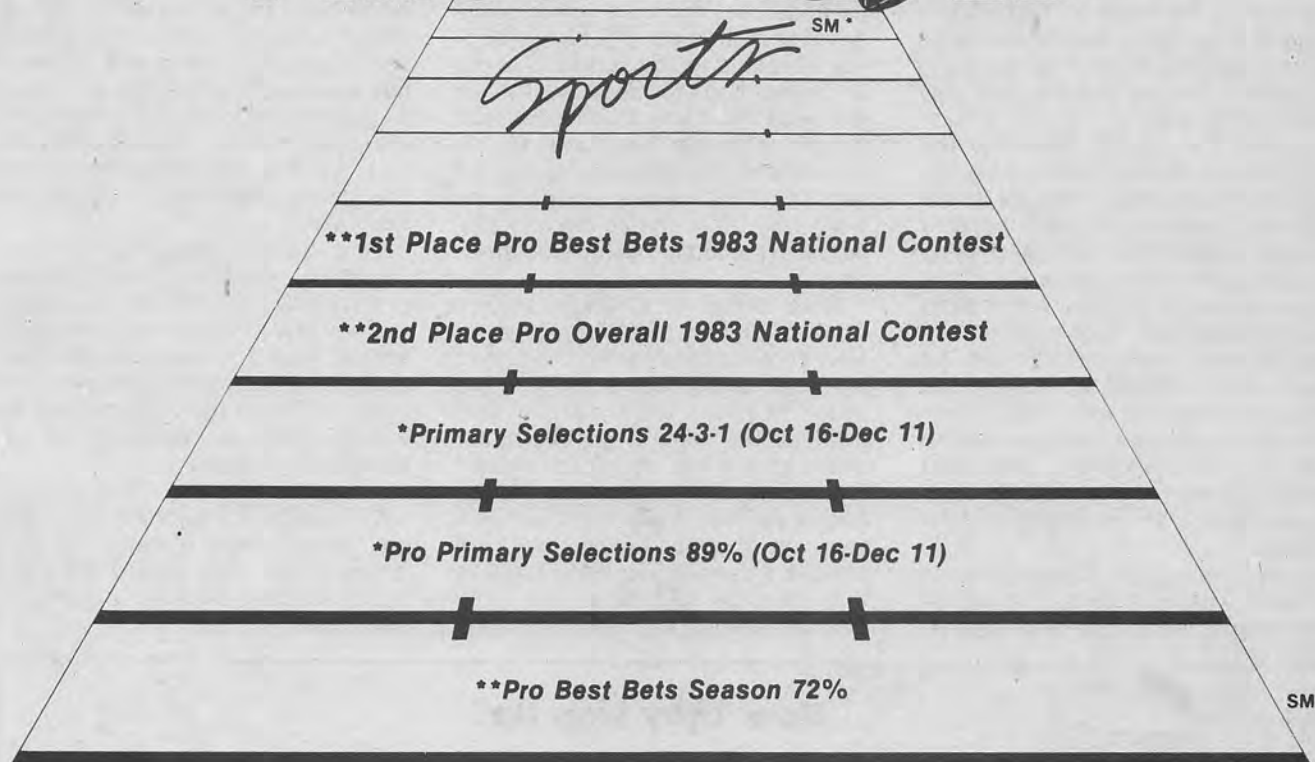 SM*
Sports
**1st Place Pro Best Bets 1983 National Contest
**2nd Place Pro Overall 1983 National Contest
*Primary Selections 24-3-1 (Oct 16-Dec 11)
*Pro Primary Selections 89% (Oct 16-Dec 11)
**Pro Best Bets Season 72%
SM